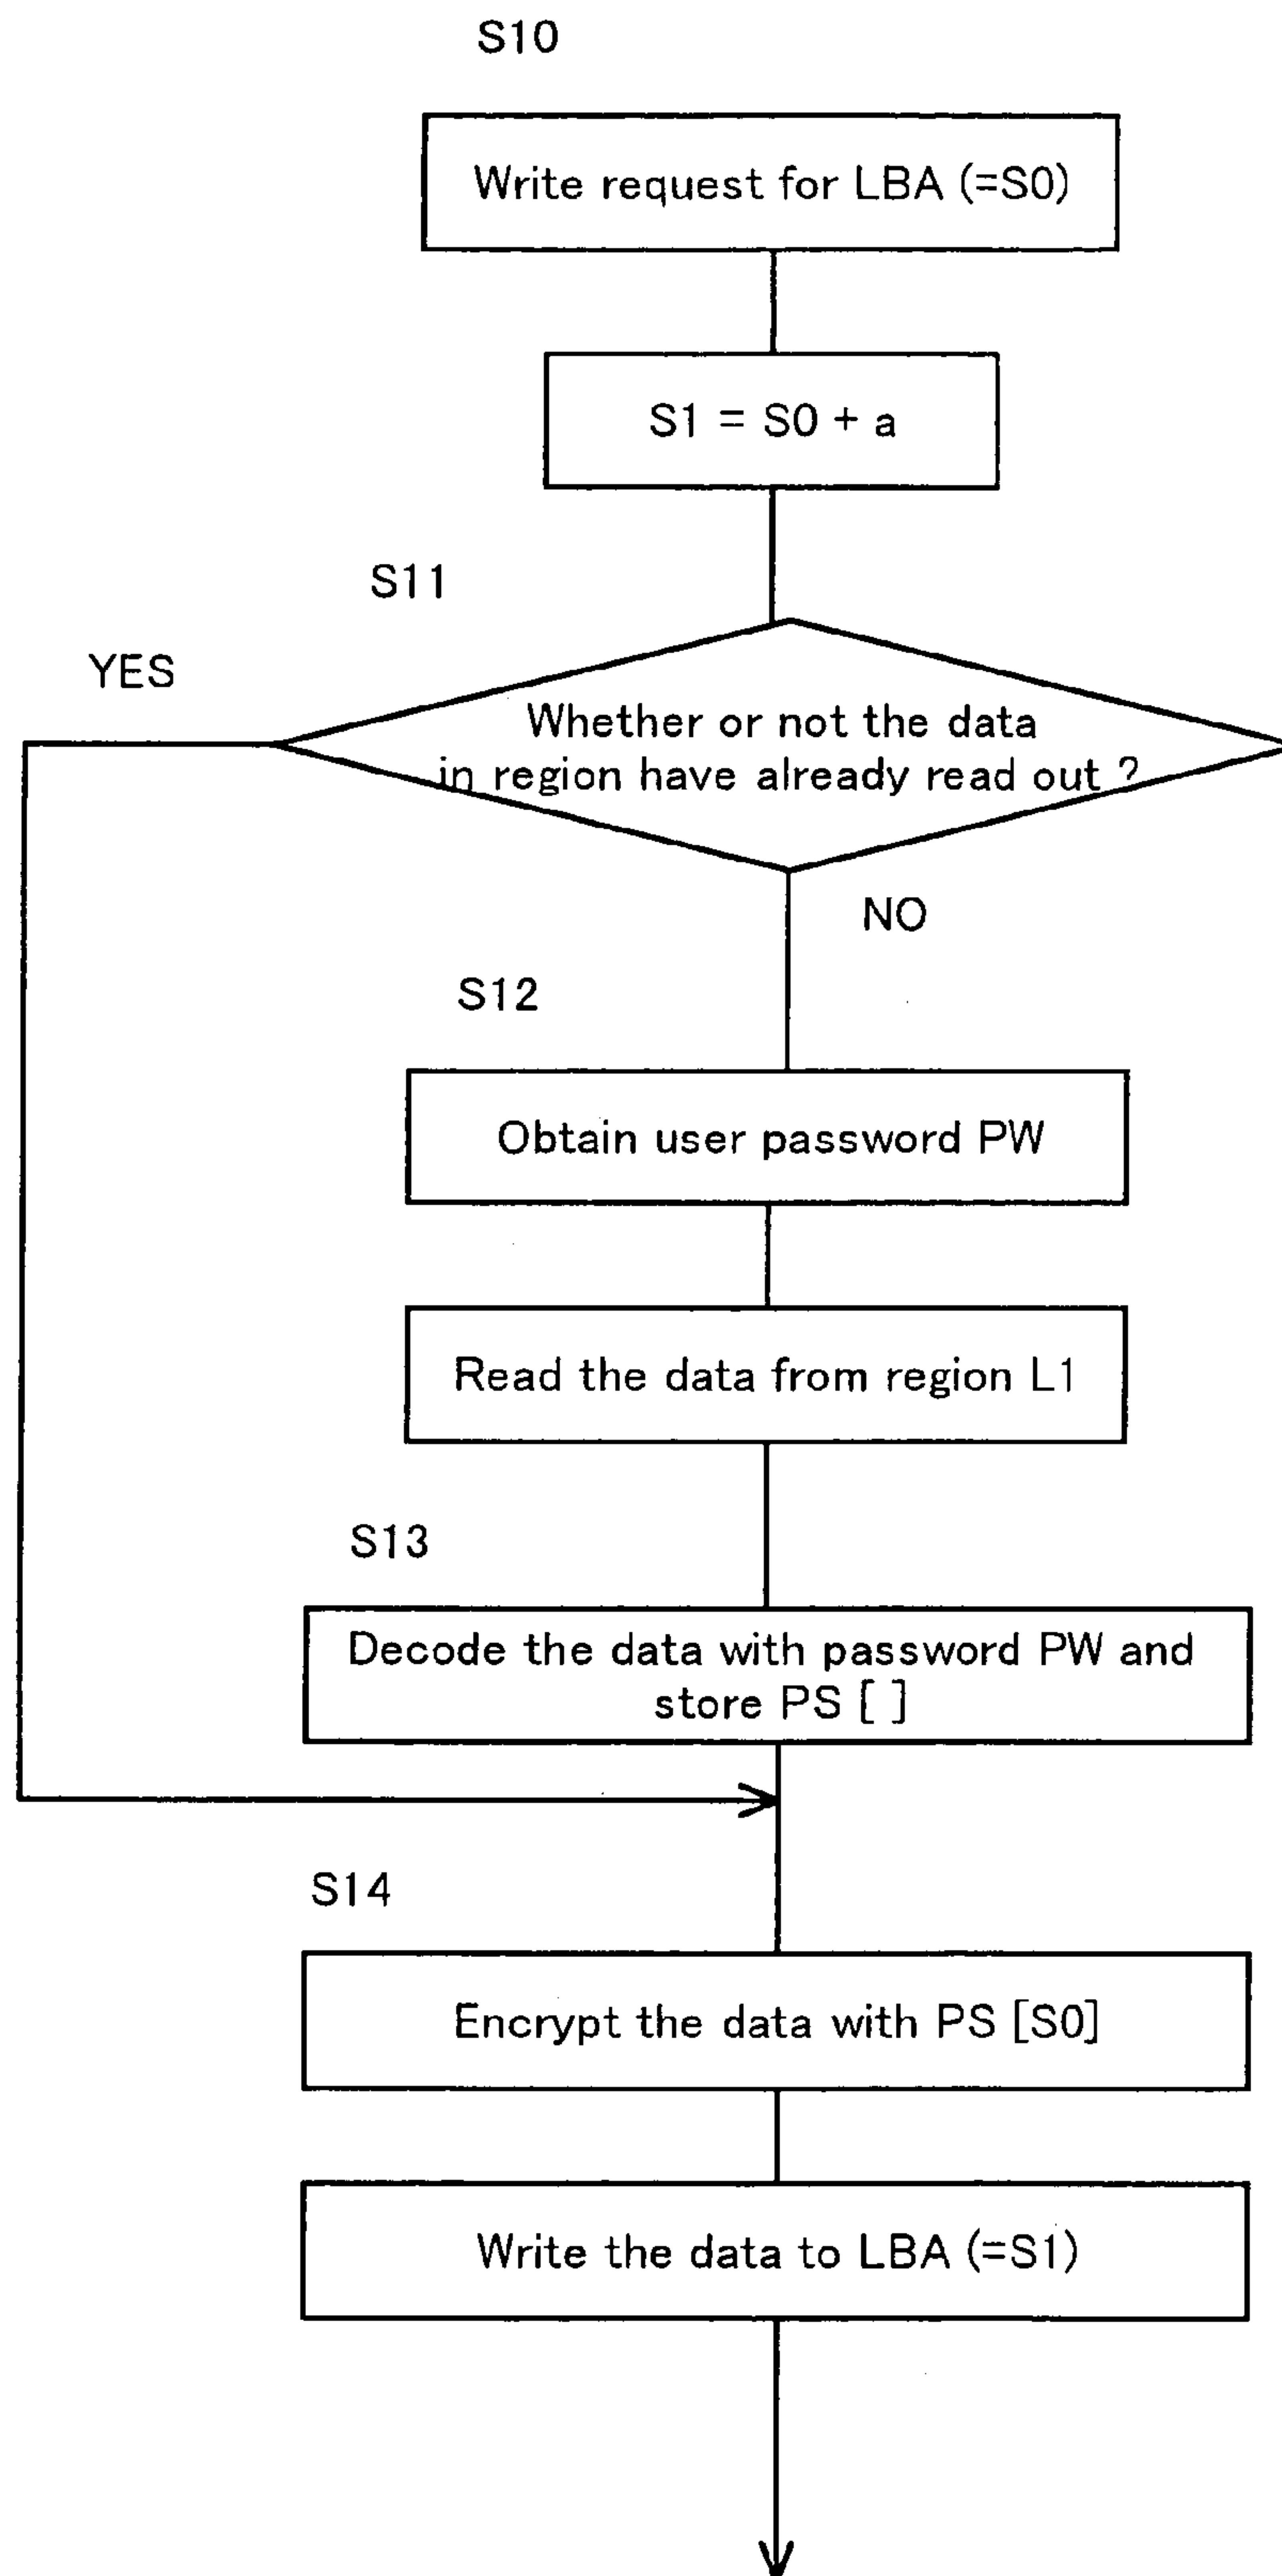 S10
Write request for LBA (=S0)
S1 = S0 + a
S11
YES
Whether or not the data
in region have already read out ?
NO
S12
Obtain user password PW
Read the data from region L1
S13
Decode the data with password PW and
store PS [ ]
S14
Encrypt the data with PS [S0]
Write the data to LBA (=S1)